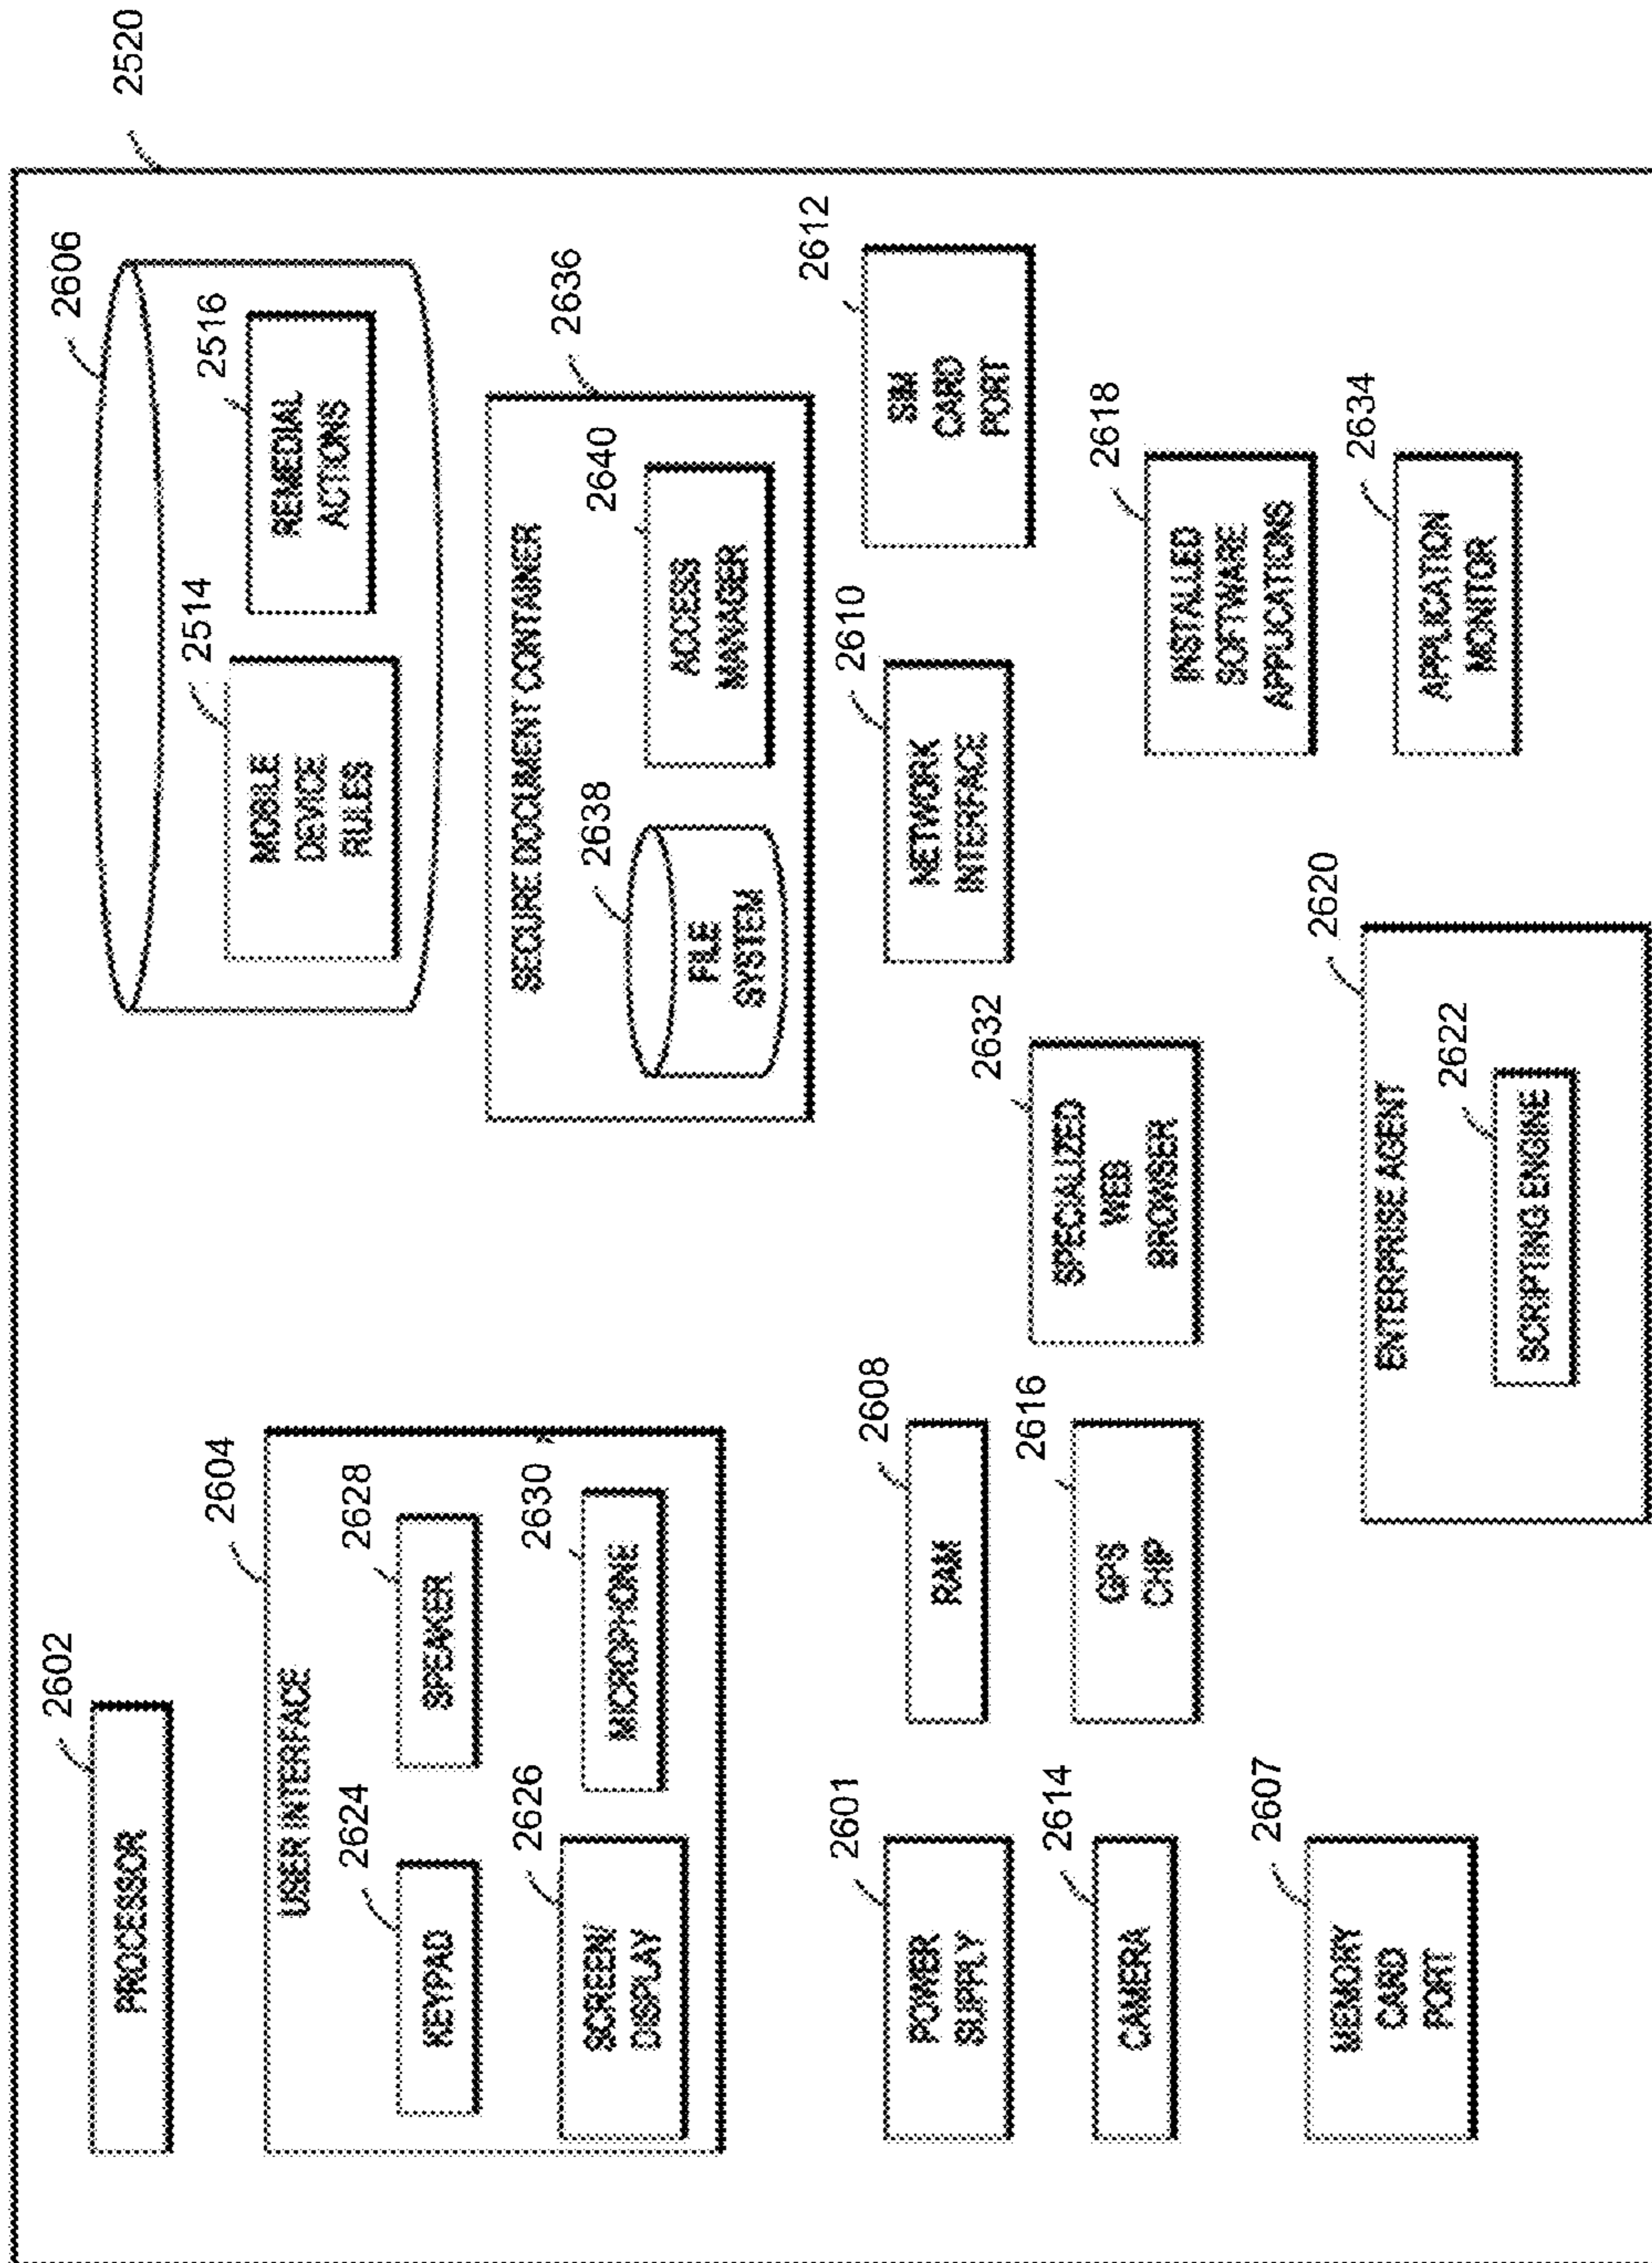 2520
2602
PROCESSOR
2604
USER INTERFACE
2624
KEYPAD
2628
SPEAKER
2626
SCREEN/
DISPLAY
2630
MICROPHONE
2606
2514
MOBILE
DEVICE
RULES
2516
REMEDIAL
ACTIONS
2636
SECURE DOCUMENT CONTAINER
2638
FILE
SYSTEM
2640
ACCESS
MANAGER
2601
POWER
SUPPLY
2608
RAM
2610
NETWORK
INTERFACE
2612
SIM
CARD
PORT
2614
CAMERA
2616
GPS
CHIP
2632
SPECIALIZED
WEB
BROWSER
2618
INSTALLED
SOFTWARE
APPLICATIONS
2607
MEMORY
CARD
PORT
2620
ENTERPRISE AGENT
2622
SCRIPTING ENGINE
2634
APPLICATION
MONITOR